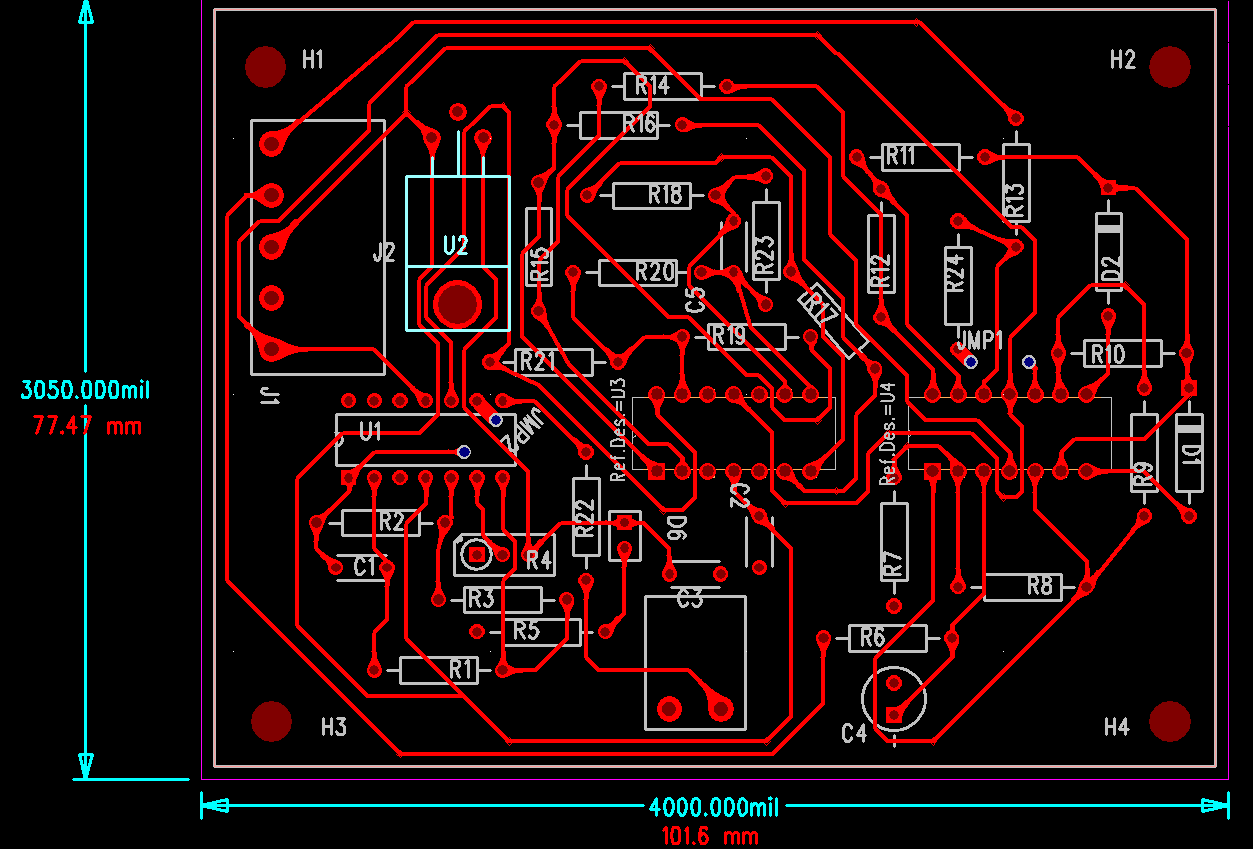 H1
H2
R14
R16
R11
R13
R18
J2
U2
R15
R23
R12
R24
D2
R20
C5
R17
R19
JMP1
R10
R21
3050.000mil
77.47 mm
J1
U1
JMP2
Ref.Des.=U3
Ref.Des.=U4
R9
D1
C2
R2
R22
D6
R4
C1
R7
R3
R8
C3
R5
R6
R1
H3
C4
H4
4000.000mil
101.6 mm